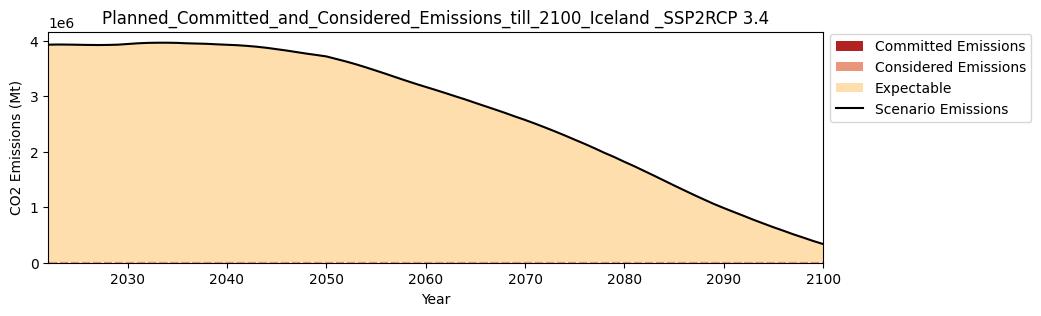 Planned_Committed_and_Considered_Emissions_till_2100_Iceland _SSP2RCP 3.4
1e6
4
3
2
1
0
CO2 Emissions (Mt)
2030 2040 2050 2060 2070 2080 2090 2100
Year
Committed Emissions
Considered Emissions
Expectable
Scenario Emissions